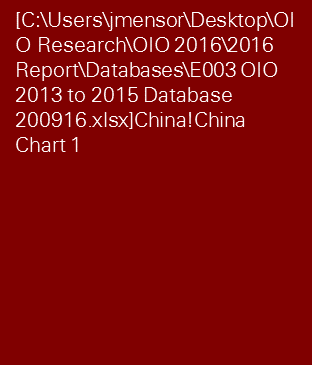 [C:\Users\jmensor\Desktop\OI
O Research\OIO 2016\2016
Report\Databases\E003 OIO
2013 to 2015 Database
200916.xlsx]China!China
Chart 1